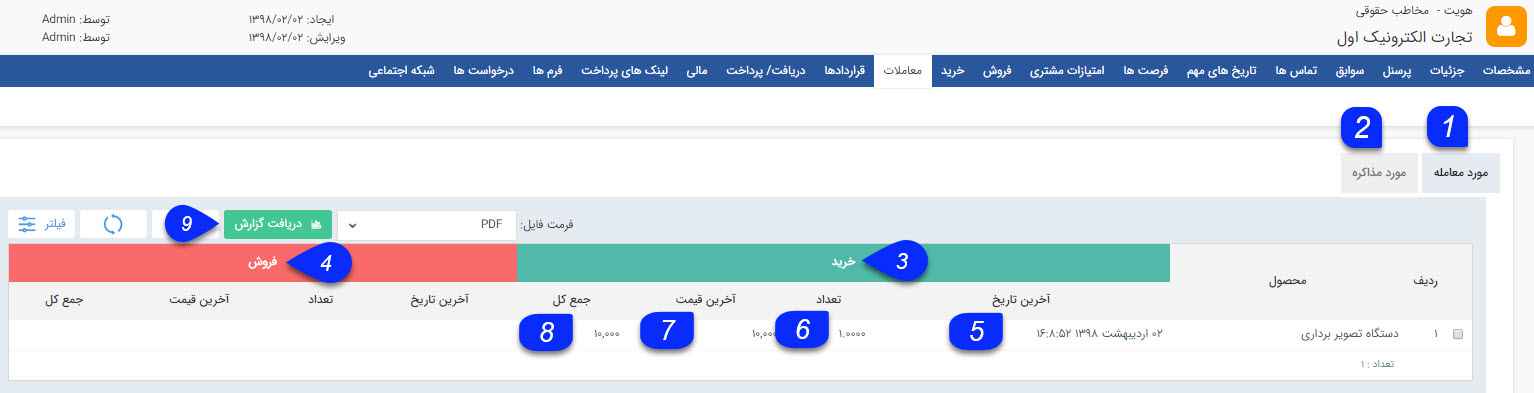 هویت - مخاطب حقوقی
تجارت الکترونیک اول
ایجاد: ۱۳۹۸/۰۲/۰۲
توسط: Admin
ویرایش: ۱۳۹۸/۰۲/۰۲
توسط: Admin
مشخصات جزئیات پرسنل سوابق تماس ها تاریخ های مهم فرصت ها امتیازات مشتری فروش خرید معاملات قراردادها دریافت/ پرداخت مالی لینک های پرداخت فرم ها درخواست ها شبکه اجتماعی
1
2
مورد معامله
مورد مذاکره
فرمت فایل: PDF
دریافت گزارش
9
فیلتر
ردیف
محصول
خرید
3
فروش
4
آخرین تاریخ تعداد آخرین قیمت جمع کل آخرین تاریخ تعداد آخرین قیمت جمع کل
۱ دستگاه تصویر برداری ۰۲ اردیبهشت ۱۳۹۸ ۱۶:۸:۵۲ ۱.۰۰۰۰ ۱۰,۰۰۰ ۱۰,۰۰۰
5
6
7
8
تعداد : ۱